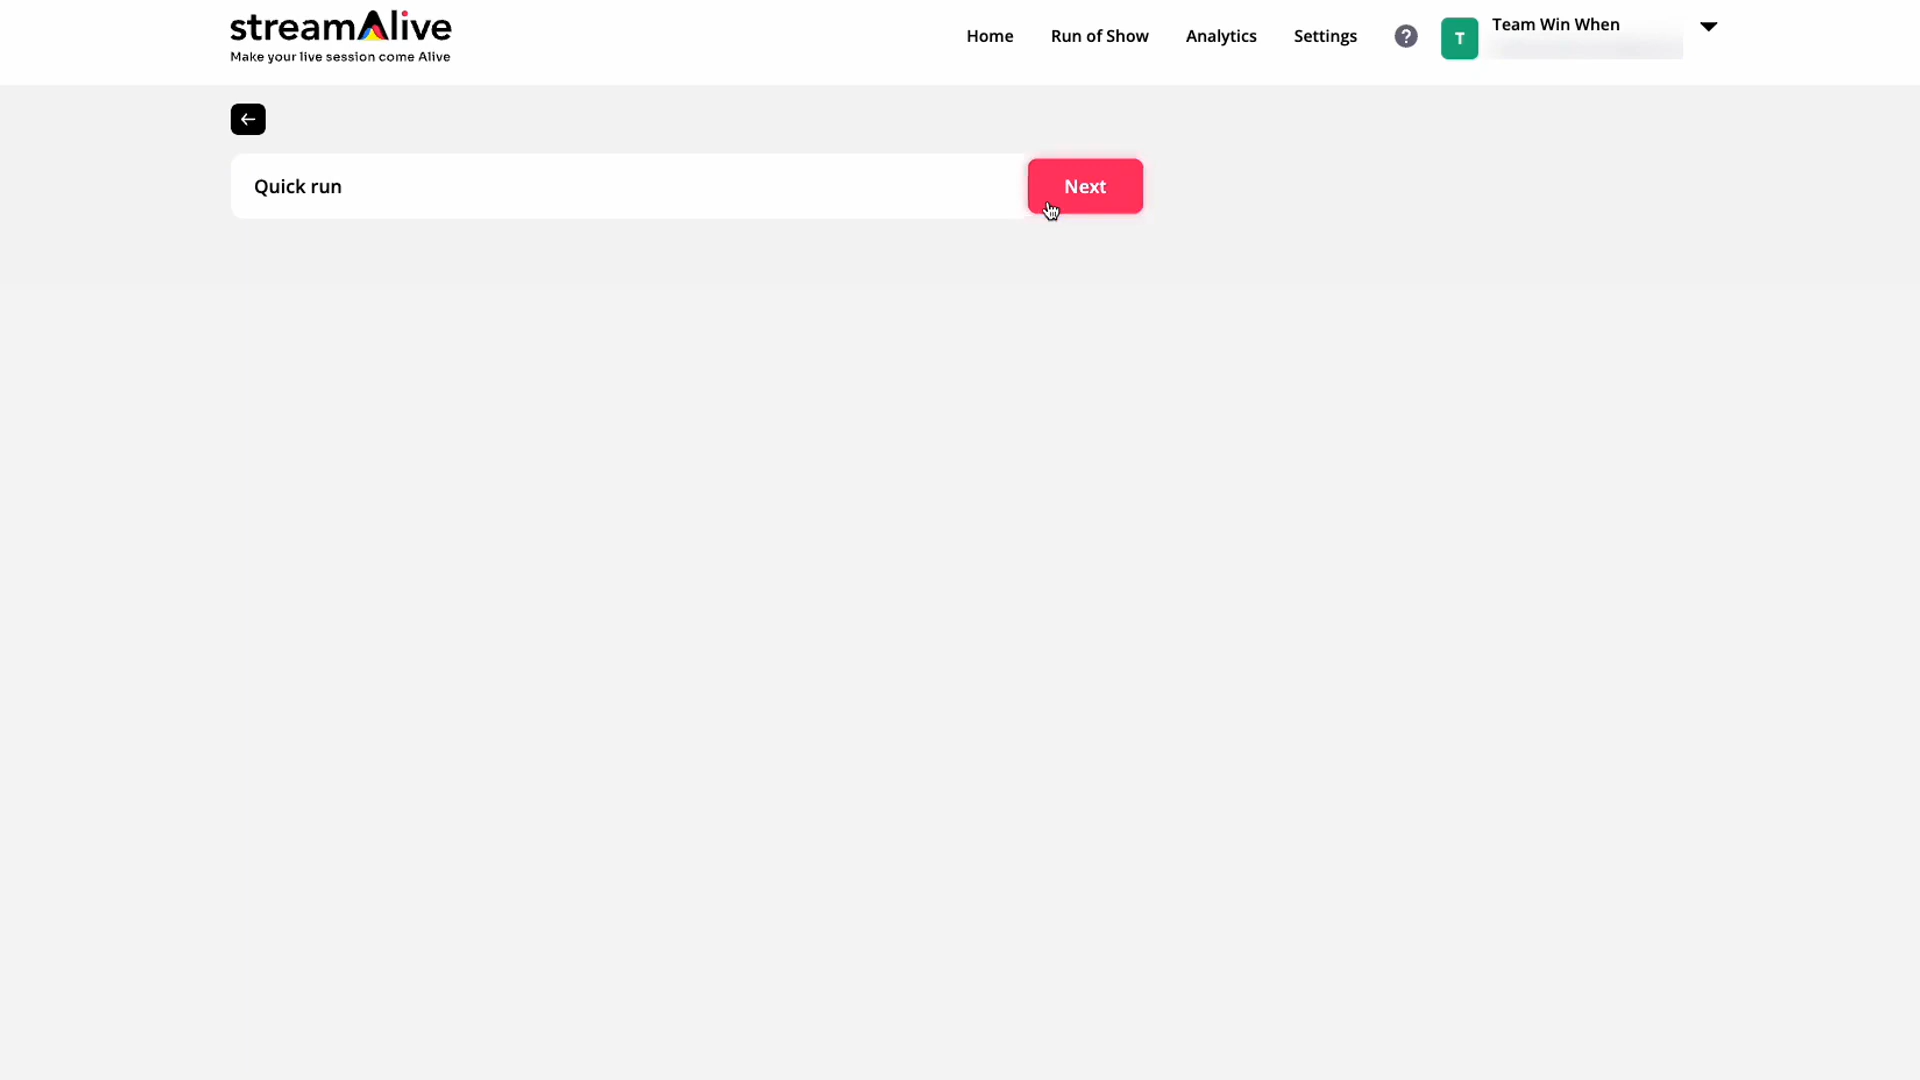 streamAlive
Make your live session come Alive
Home
Run of Show
Analytics
Settings
?
T
Team Win When
Quick run
Next